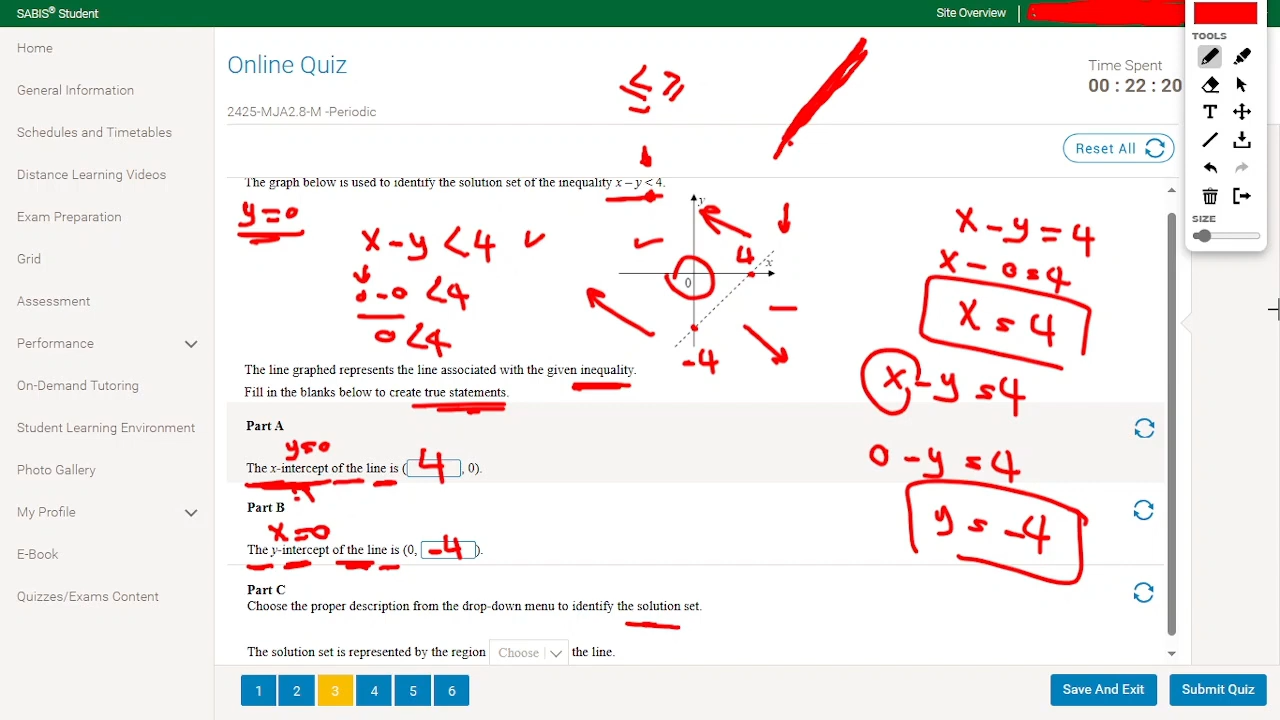 SABIS® Student
Site Overview
Home
General Information
Schedules and Timetables
Distance Learning Videos
Exam Preparation
Grid
Assessment
Performance
On-Demand Tutoring
Student Learning Environment
Photo Gallery
My Profile
E-Book
Quizzes/Exams Content
Online Quiz
2425-MJA2.8-M -Periodic
Time Spent
00 : 22 : 20
TOOLS
T
SIZE
Reset All
≤ ≥
The graph below is used to identify the solution set of the inequality x – y < 4.
y=0
x-y<4 ✓
0-0<4
0<4
y
x
0
4
-4
x-y=4
x-0=4
x=4
x-y=4
0-y=4
y=-4
The line graphed represents the line associated with the given inequality.
Fill in the blanks below to create true statements.
Part A
y=0
The x-intercept of the line is ( 4 , 0).
Part B
x=0
The y-intercept of the line is (0, -4 ).
Part C
Choose the proper description from the drop-down menu to identify the solution set.
The solution set is represented by the region Choose the line.
1 2 3 4 5 6
Save And Exit
Submit Quiz